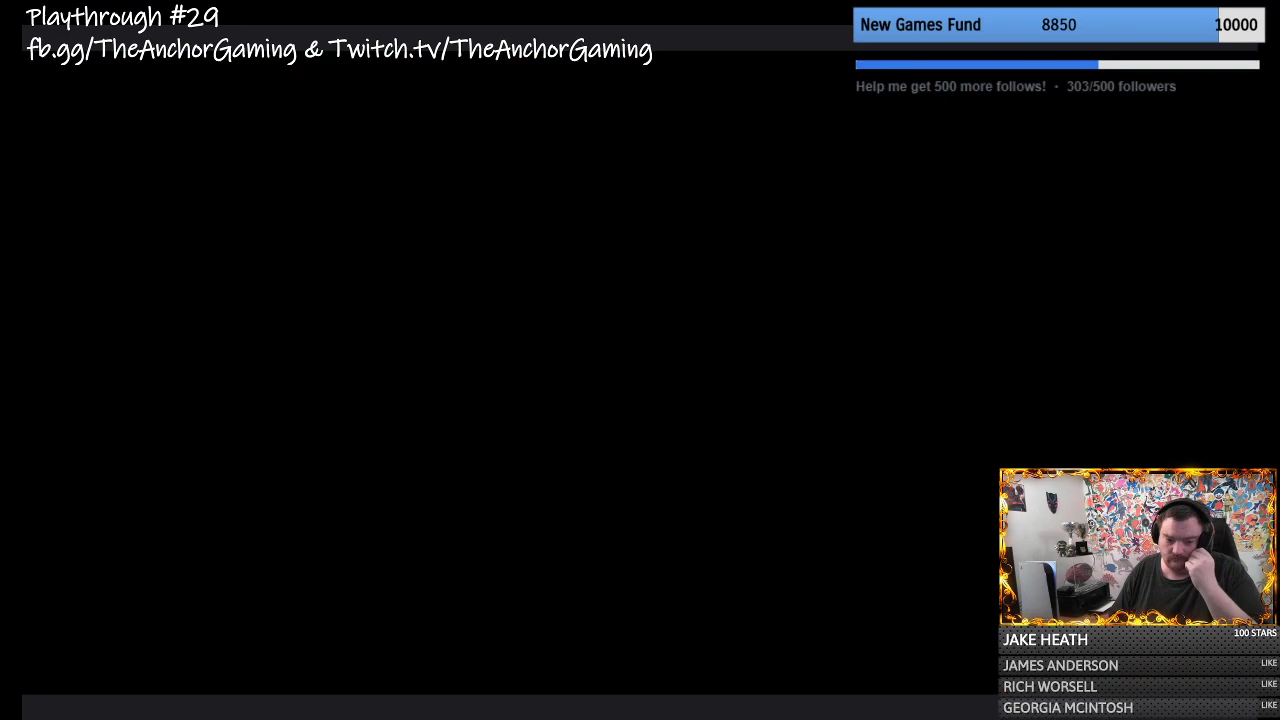 Playthrough #29
fb.gg/TheAnchorGaming & Twitch.tv/TheAnchorGaming
New Games Fund 8850 10000
Help me get 500 more follows! · 303/500 followers
JAKE HEATH 100 STARS
JAMES ANDERSON LIKE
RICH WORSELL LIKE
GEORGIA MCINTOSH LIKE